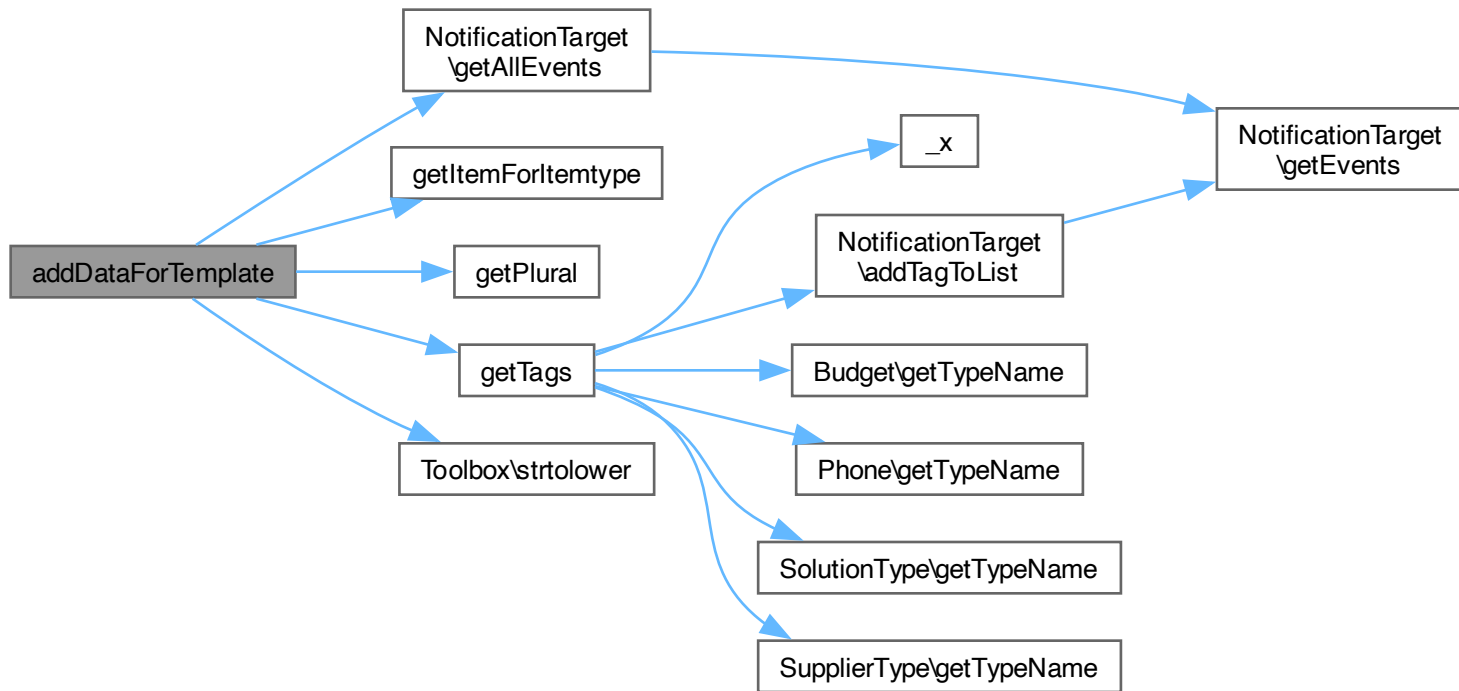 addDataForTemplate
NotificationTarget
\getAllEvents
getItemForItemtype
getPlural
getTags
Toolbox\strtolower
_x
NotificationTarget
\addTagToList
Budget\getTypeName
Phone\getTypeName
SolutionType\getTypeName
SupplierType\getTypeName
NotificationTarget
\getEvents